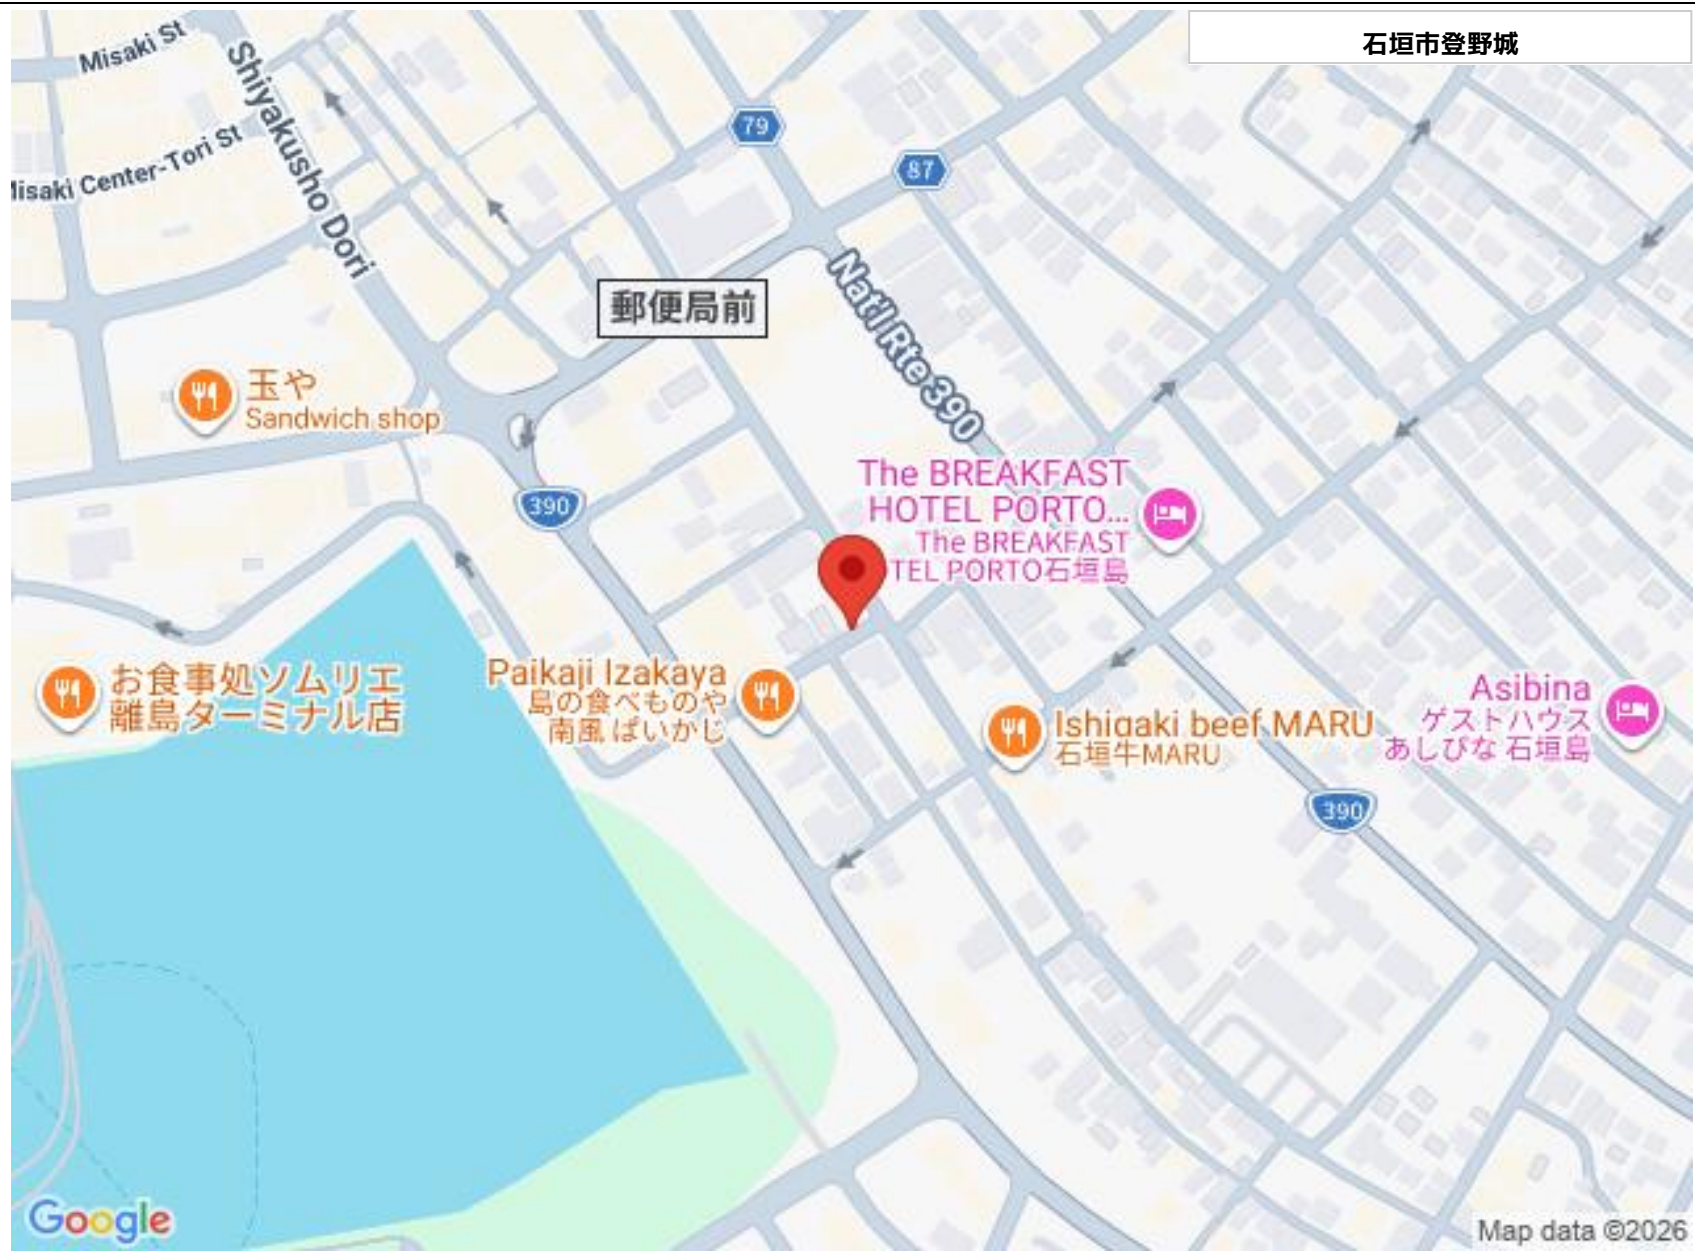 石垣市登野城
Misaki St
Shiyakusho Dori
Misaki Center-Tori St
79
87
Nat'l Rte 390
郵便局前
玉や
Sandwich shop
390
The BREAKFAST
HOTEL PORTO...
The BREAKFAST
TEL PORTO石垣島
お食事処ソムリエ
離島ターミナル店
Paikaji Izakaya
島の食べものや
南風 ぱいかじ
Ishigaki beef MARU
石垣牛MARU
Asibina
ゲストハウス
あしびな 石垣島
390
Google
Map data ©2026